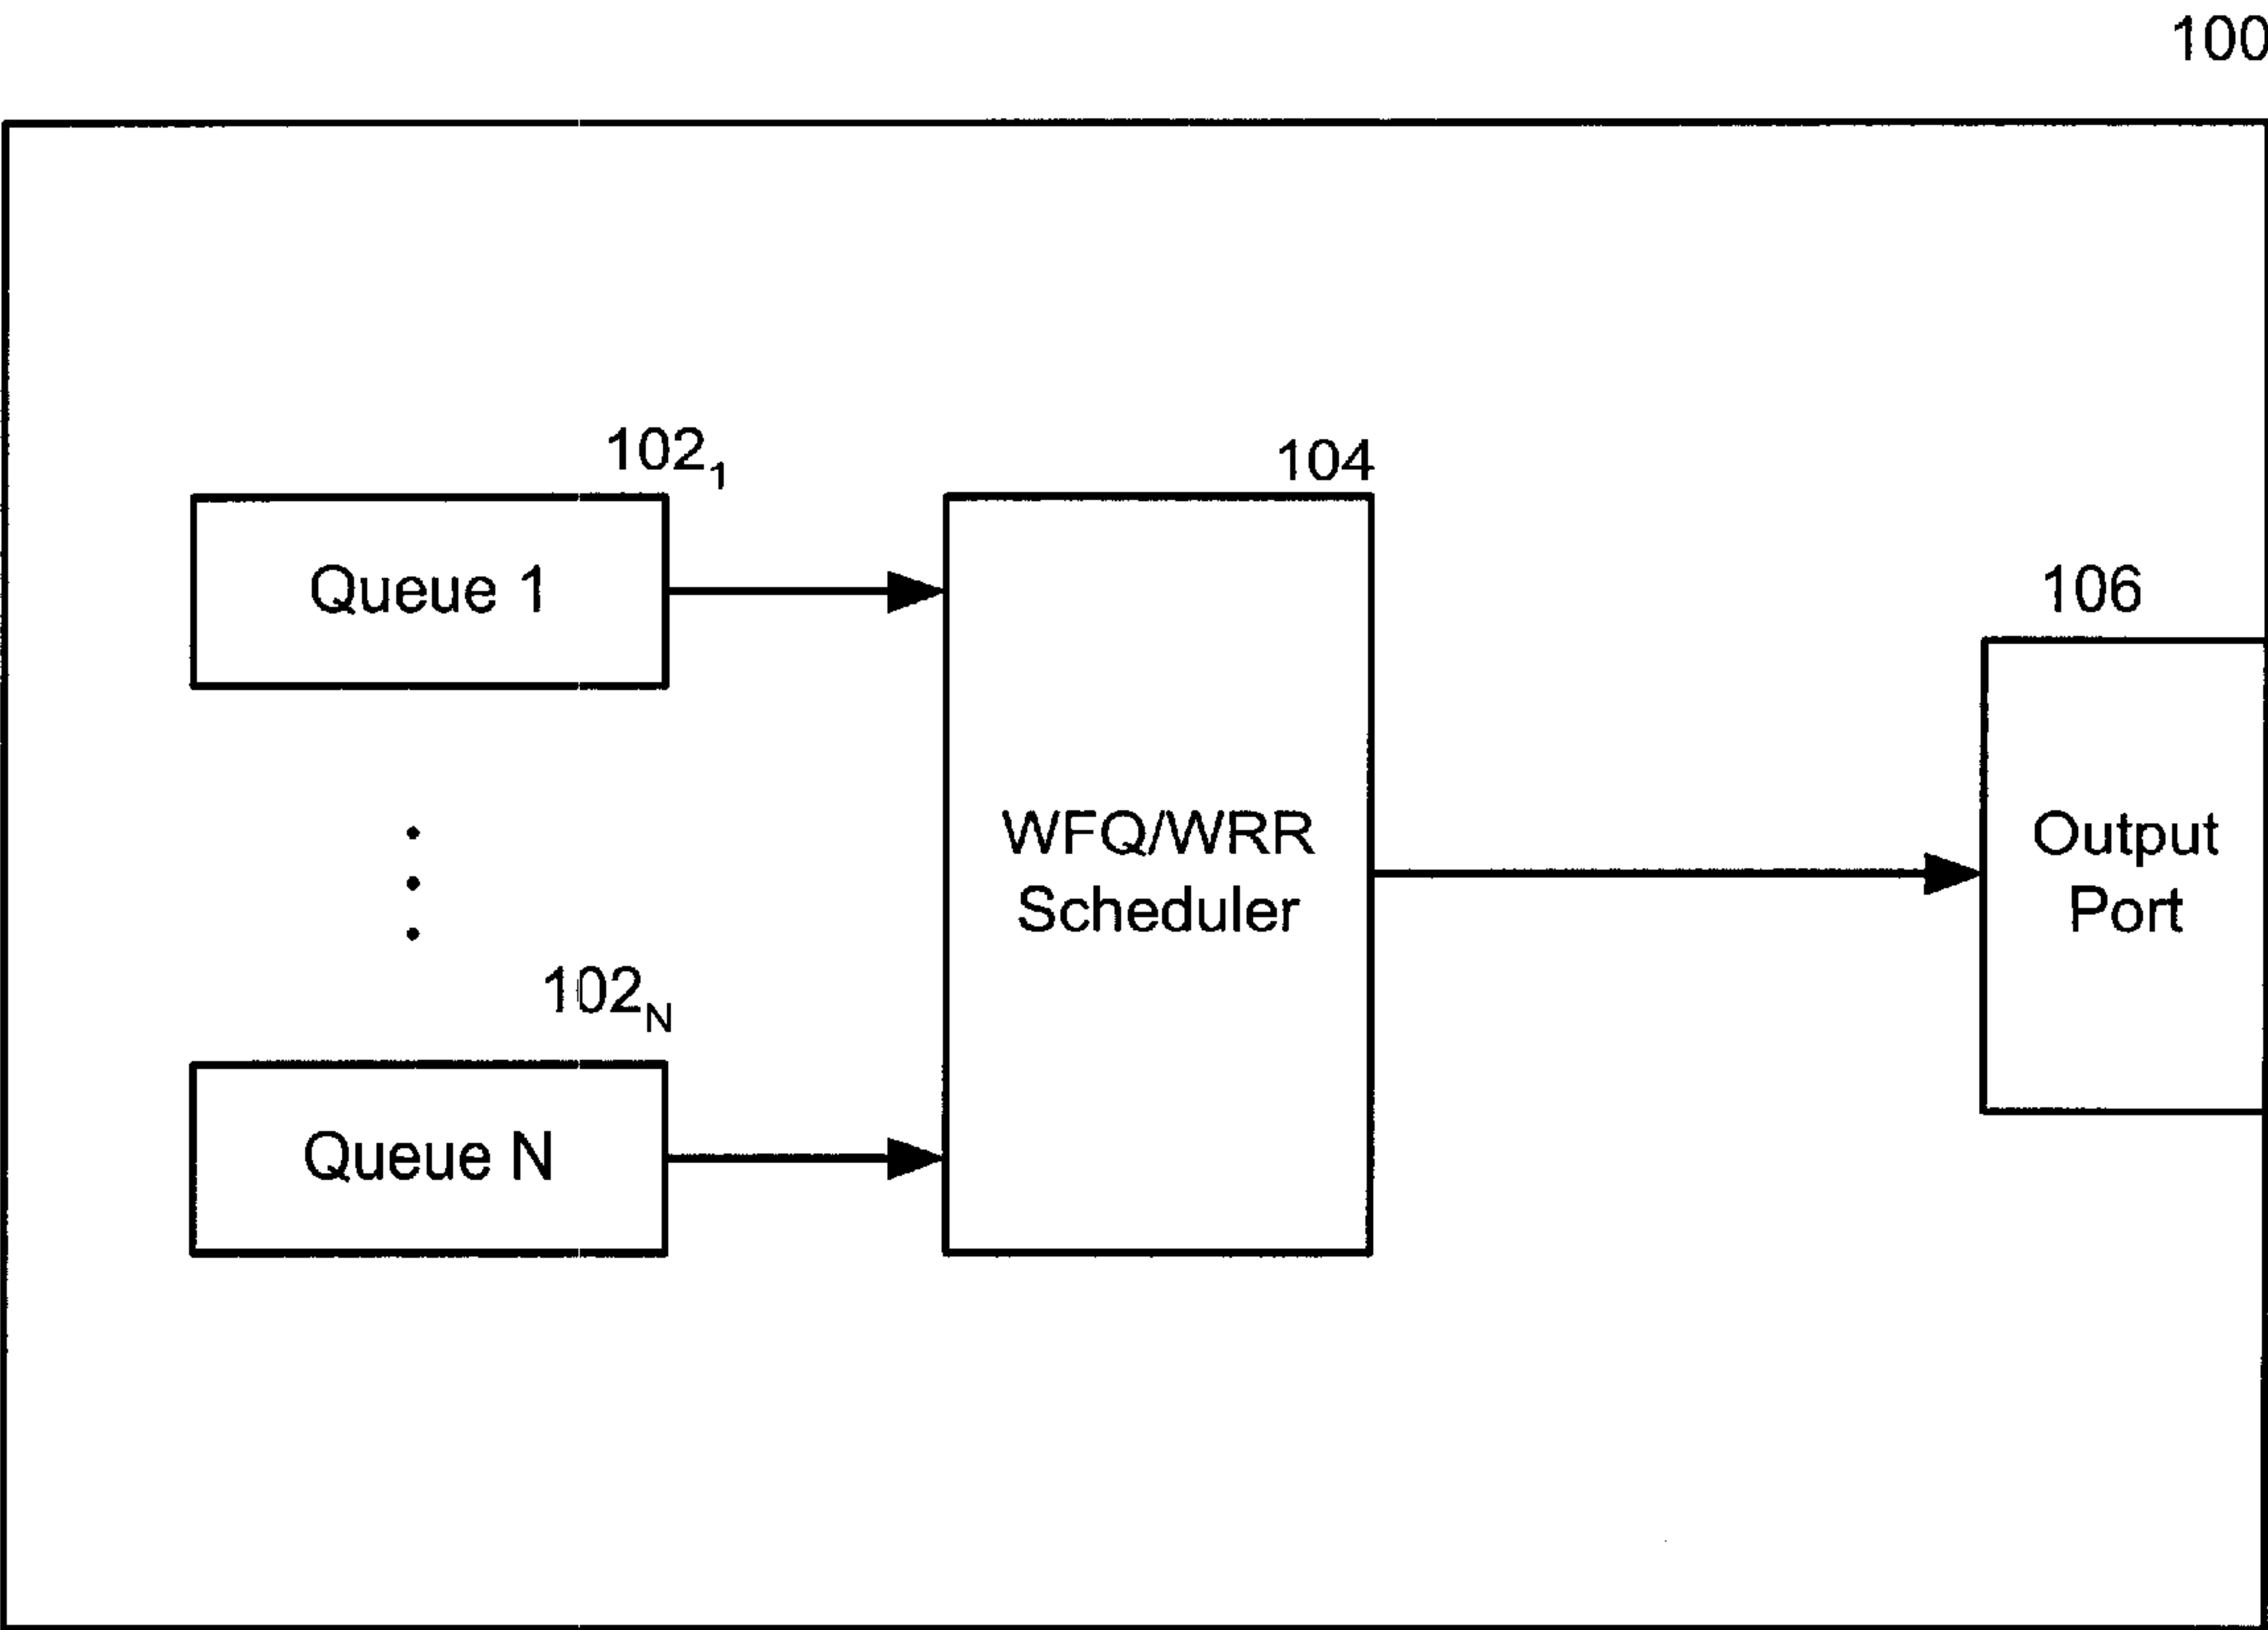 100
102₁
104
Queue 1
106
WFQ/WRR
Scheduler
Output
Port
102ₙ
Queue N